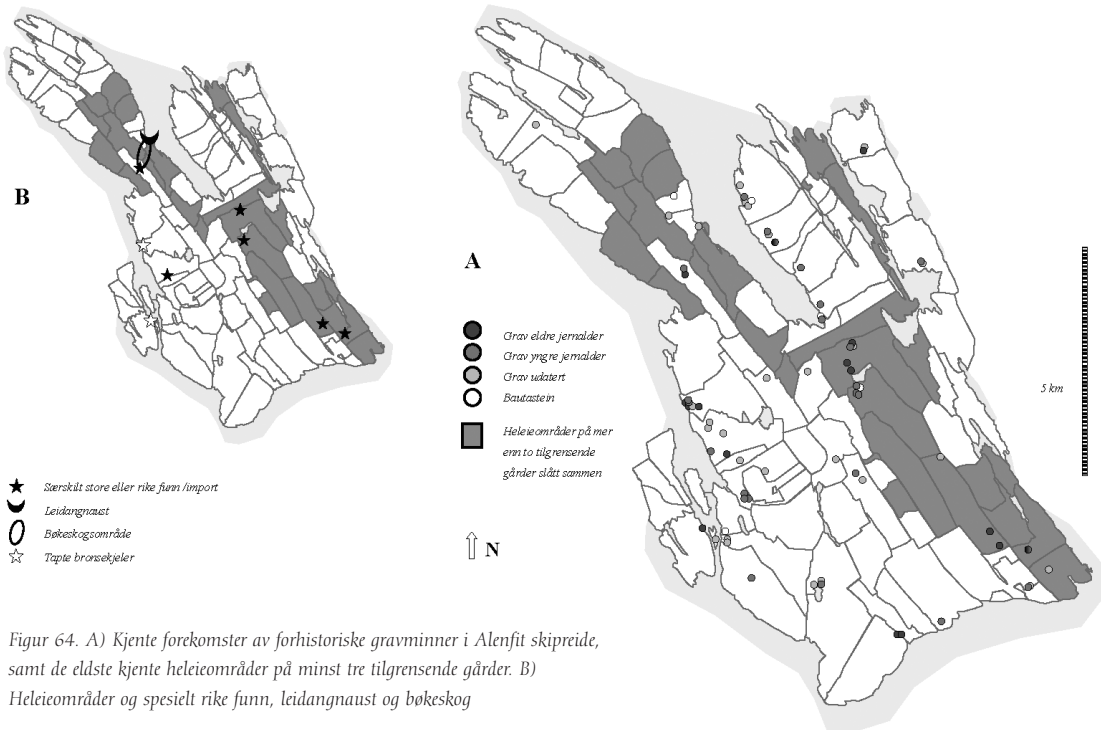 B
A
Grav eldre jernalder
Grav yngre jernalder
Grav udatert
Bautastein
Heleieområder på mer
enn to tilgrensende
gårder slått sammen
5 km
N
Særskilt store eller rike funn /import
Leidangnaust
Bøkeskogsområde
Tapte bronsekjeler
Figur 64. A) Kjente forekomster av forhistoriske gravminner i Alenfit skipreide,
samt de eldste kjente heleieområder på minst tre tilgrensende gårder. B)
Heleieområder og spesielt rike funn, leidangnaust og bøkeskog